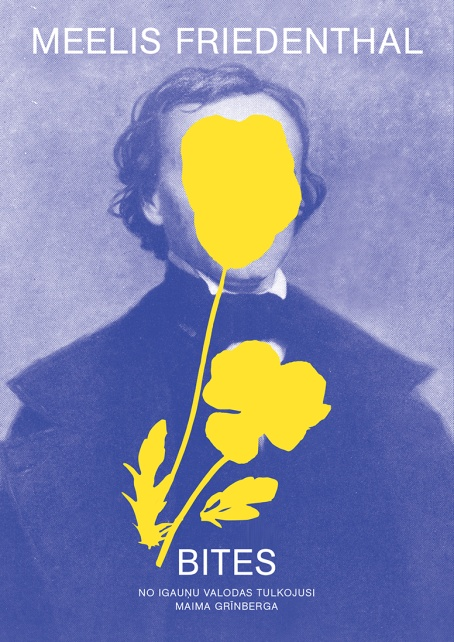 MEELIS FRIEDENTHAL
BITES
NO IGAUŅU VALODAS TULKOJUSI
MAIMA GRĪNBERGA